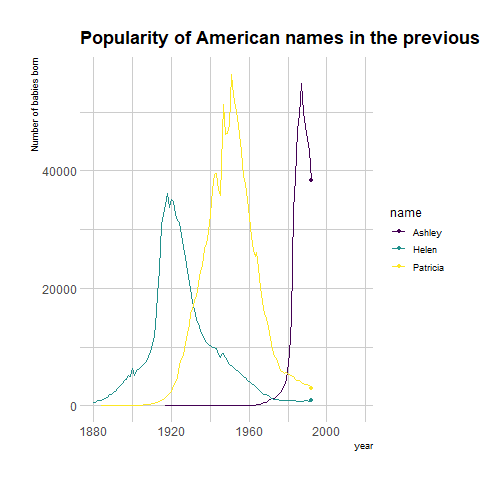 Popularity of American names in the previous
Number of babies born
40000
20000
0
1880 1920 1960 2000
year
name
Ashley
Helen
Patricia